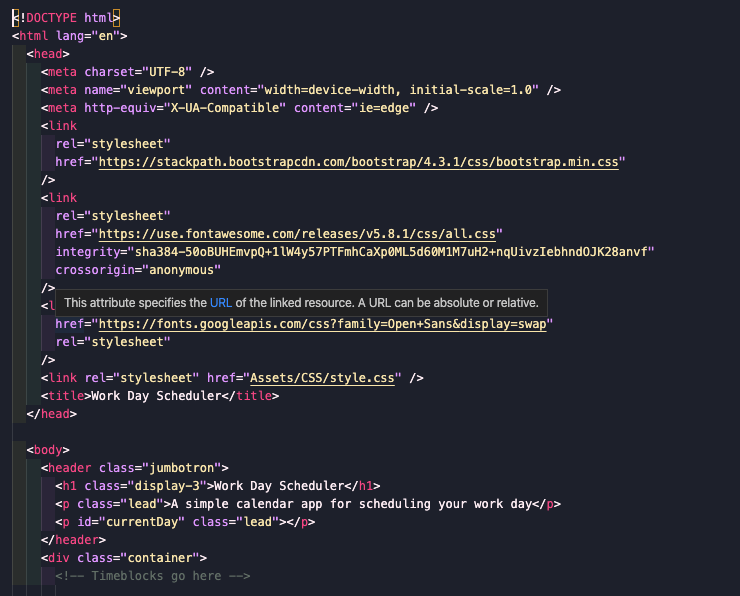 <!DOCTYPE html>
<html lang="en">
<head>
<meta charset="UTF-8" />
<meta name="viewport" content="width=device-width, initial-scale=1.0" />
<meta http-equiv="X-UA-Compatible" content="ie=edge" />
<link
rel="stylesheet"
href="https://stackpath.bootstrapcdn.com/bootstrap/4.3.1/css/bootstrap.min.css"
/>
<link
rel="stylesheet"
href="https://use.fontawesome.com/releases/v5.8.1/css/all.css"
integrity="sha384-50oBUHEmvpQ+1lW4y57PTFmhCaXp0ML5d60M1M7uH2+nqUivzIebhndOJK28anvf"
crossorigin="anonymous"
/>
This attribute specifies the URL of the linked resource. A URL can be absolute or relative.
<l
href="https://fonts.googleapis.com/css?family=Open+Sans&display=swap"
rel="stylesheet"
/>
<link rel="stylesheet" href="Assets/CSS/style.css" />
<title>Work Day Scheduler</title>
</head>
<body>
<header class="jumbotron">
<h1 class="display-3">Work Day Scheduler</h1>
<p class="lead">A simple calendar app for scheduling your work day</p>
<p id="currentDay" class="lead"></p>
</header>
<div class="container">
<!-- Timeblocks go here -->